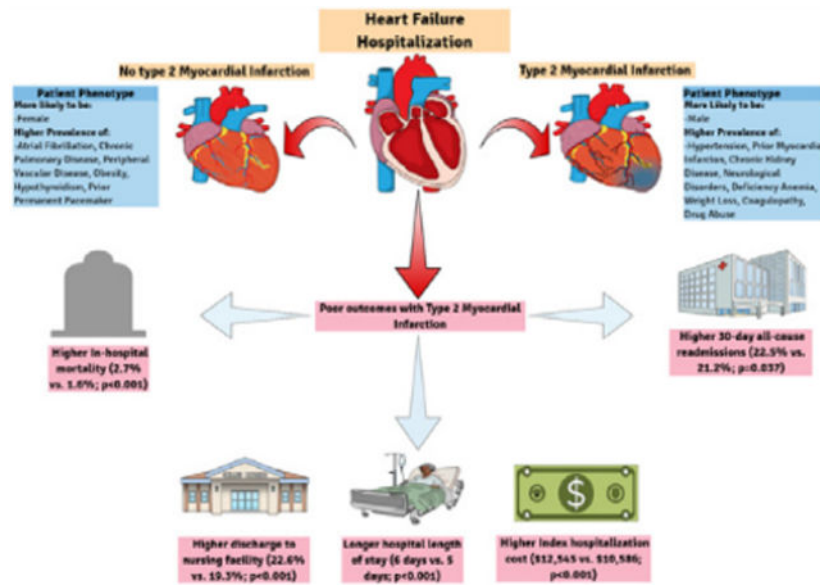 Heart Failure
Hospitalization
No type 2 Myocardial Infarction
Type 2 Myocardial Infarction
Patient Phenotype
More likely to be:
-Female
Higher Prevalence of:
-Atrial Fibrillation, Chronic
Pulmonary Disease, Peripheral
Vascular Disease, Obesity,
Hypothyroidism, Prior
Permanent Pacemaker
Patient Phenotype
More Likely to be:
-Male
Higher Prevalence of:
-Hypertension, Prior Myocardial
Infarction, Chronic Kidney
Disease, Neurological
Disorders, Deficiency Anemia,
Weight Loss, Coagulopathy,
Drug Abuse
Poor outcomes with Type 2 Myocardial
Infarction
Higher In-hospital
mortality (2.7%
vs. 1.6%; p<0.001)
Higher 30-day all-cause
readmissions (22.5% vs.
21.2%; p=0.037)
Higher discharge to
nursing facility (22.6%
vs. 19.3%; p<0.001)
Longer hospital length
of stay (6 days vs. 5
days; p<0.001)
Higher Index hospitalization
cost ($12,545 vs. $10,586;
p<0.001)